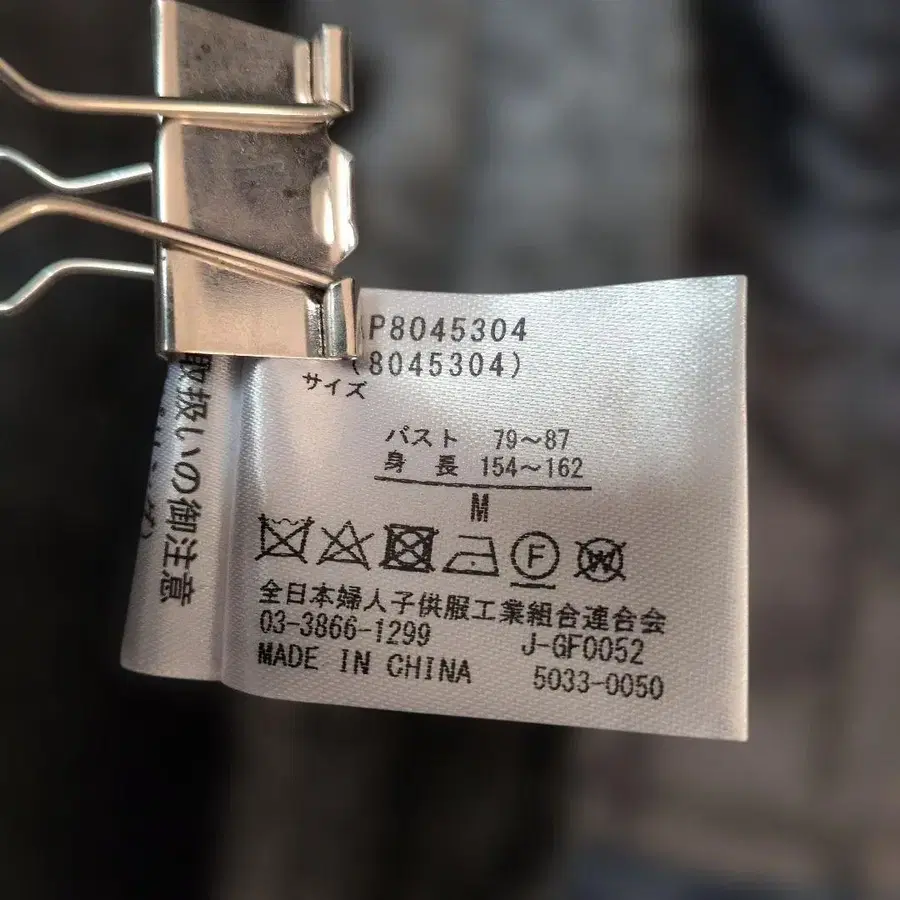 P8045304
(8045304)
サイズ
バスト 79～87
身 長 154～162
M
F W
全日本婦人子供服工業組合連合会
03-3866-1299 J-GF0052
MADE IN CHINA 5033-0050
取扱いの御注意